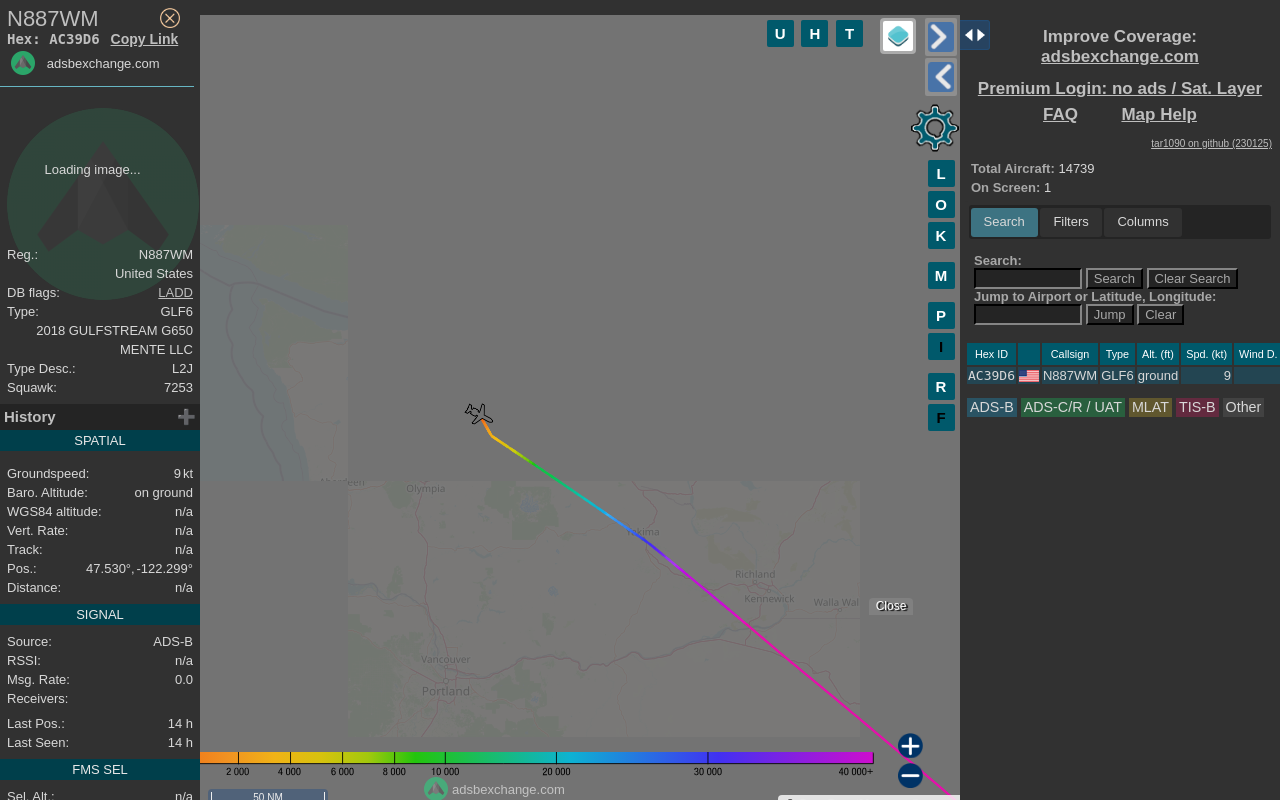 N887WM
Hex: AC39D6 Copy Link
adsbexchange.com
Loading image...
Reg.: N887WM
United States
DB flags: LADD
Type: GLF6
2018 GULFSTREAM G650
MENTE LLC
Type Desc.: L2J
Squawk: 7253
History
SPATIAL
Groundspeed: 9 kt
Baro. Altitude: on ground
WGS84 altitude: n/a
Vert. Rate: n/a
Track: n/a
Pos.: 47.530°, -122.299°
Distance: n/a
SIGNAL
Source: ADS-B
RSSI: n/a
Msg. Rate: 0.0
Receivers:
Last Pos.: 14 h
Last Seen: 14 h
FMS SEL
Sel. Alt.: n/a
U H T
L
O
K
M
P
I
R
F
Aberdeen
Olympia
Yakima
Richland
Kennewick
Walla Wal
Close
Vancouver
Portland
2 000 4 000 6 000 8 000 10 000 20 000 30 000 40 000+
adsbexchange.com
50 NM
Improve Coverage:
adsbexchange.com
Premium Login: no ads / Sat. Layer
FAQ Map Help
tar1090 on github (230125)
Total Aircraft: 14739
On Screen: 1
Search Filters Columns
Search:
Search Clear Search
Jump to Airport or Latitude, Longitude:
Jump Clear
Hex ID Callsign Type Alt. (ft) Spd. (kt) Wind D.
AC39D6 N887WM GLF6 ground 9
ADS-B ADS-C/R / UAT MLAT TIS-B Other